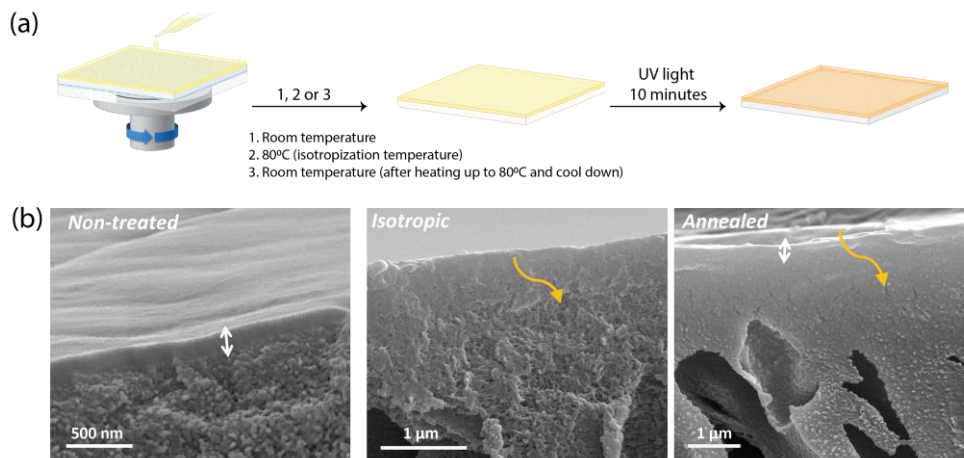 (a)
1, 2 or 3
UV light
10 minutes
1. Room temperature
2. 80ºC (isotropization temperature)
3. Room temperature (after heating up to 80ºC and cool down)
(b)
Non-treated
Isotropic
Annealed
500 nm
1 µm
1 µm